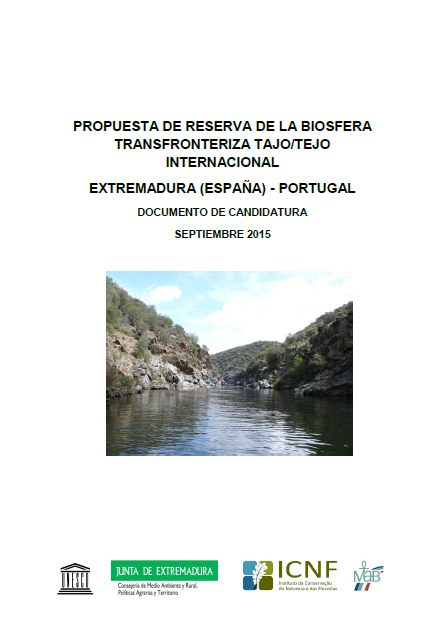 PROPUESTA DE RESERVA DE LA BIOSFERA
TRANSFRONTERIZA TAJO/TEJO
INTERNACIONAL
EXTREMADURA (ESPAÑA) - PORTUGAL
DOCUMENTO DE CANDIDATURA
SEPTIEMBRE 2015
UNESCO
JUNTA DE EXTREMADURA
Consejería de Medio Ambiente y Rural,
Políticas Agrarias y Territorio
ICNF
Instituto da Conservação
da Natureza e das Florestas
MaB